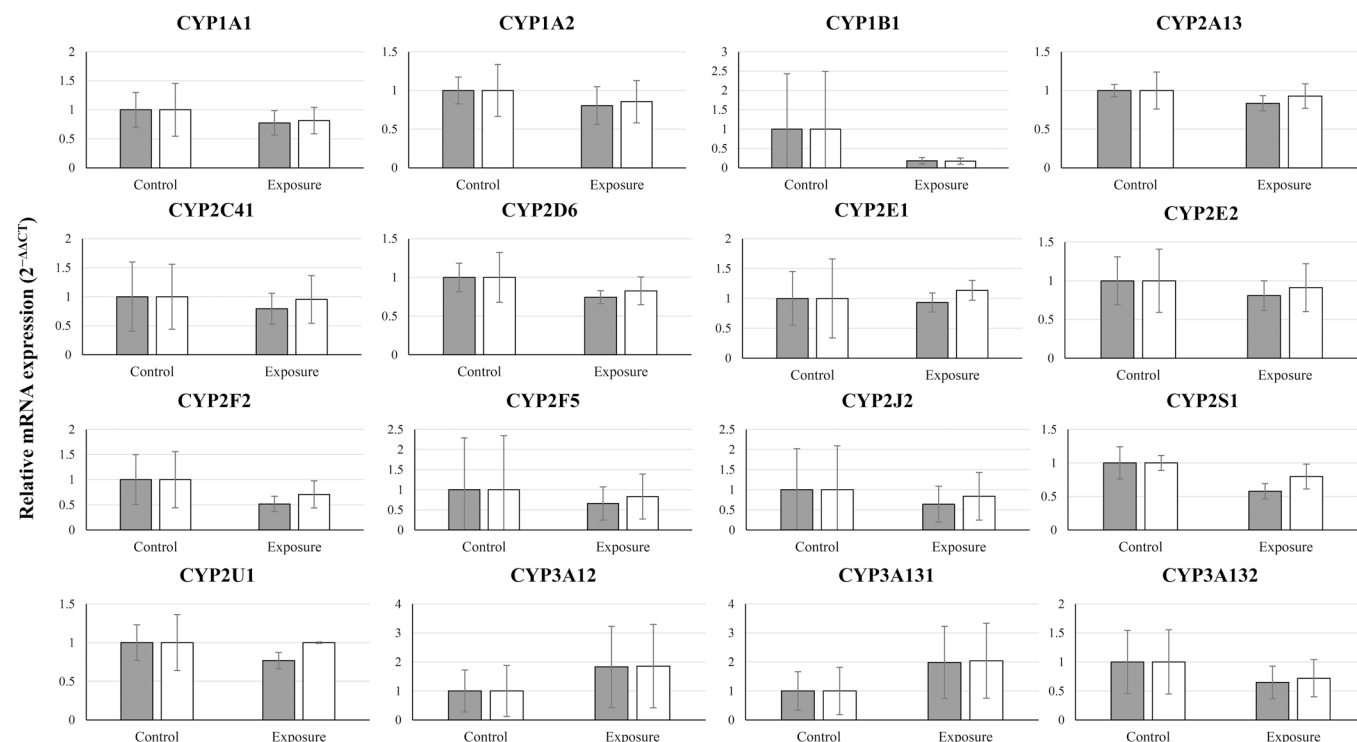 CYP1A1 CYP1A2 CYP1B1 CYP2A13
2 1.5 3 1.5
2.5
1.5
1 2 1
1 1.5
0.5 1 0.5
0.5
0.5
0 0 0 0
Control Exposure Control Exposure Control Exposure Control Exposure
CYP2C41 CYP2D6 CYP2E1 CYP2E2
2 1.5 2 1.5
1.5 1 1.5 1
1 1
0.5 0.5 0.5 0.5
0 0 0 0
Control Exposure Control Exposure Control Exposure Control Exposure
Relative mRNA expression (2⁻ΔΔCT)
CYP2F2 CYP2F5 CYP2J2 CYP2S1
2 2.5 2.5 1.5
1.5 2 2
1.5 1.5 1
1 1 1
0.5 0.5 0.5 0.5
0 0 0 0
Control Exposure Control Exposure Control Exposure Control Exposure
CYP2U1 CYP3A12 CYP3A131 CYP3A132
1.5 4 4 2
1 3 3 1.5
2 2 1
0.5 1 1 0.5
0 0 0 0
Control Exposure Control Exposure Control Exposure Control Exposure